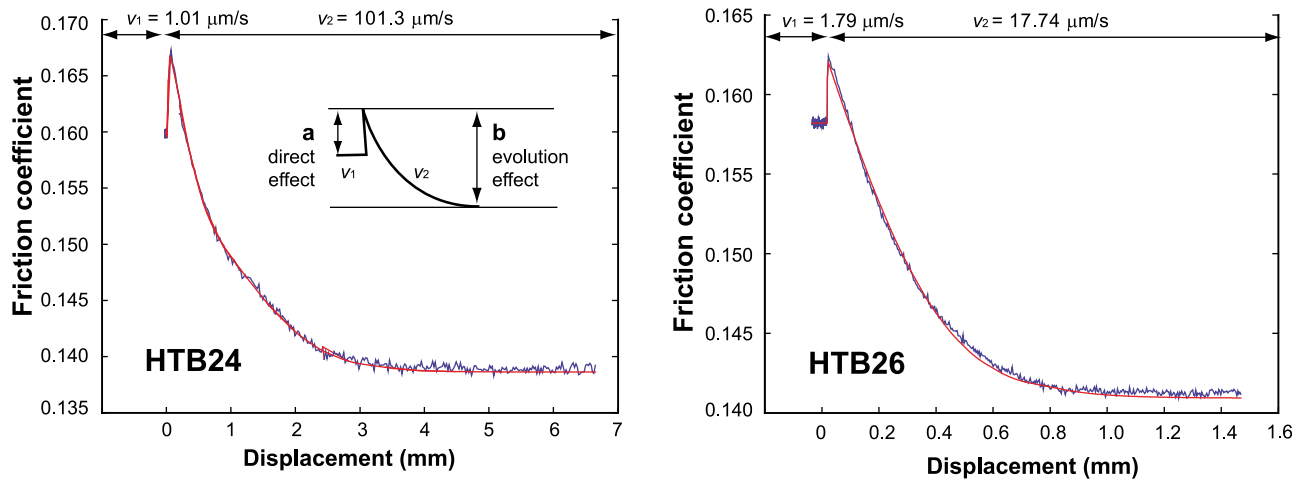 v₁ = 1.01 μm/s
v₂ = 101.3 μm/s
0.170
0.165
0.160
0.155
0.150
0.145
0.140
0.135
Friction coefficient
a
direct
effect
v₁
v₂
b
evolution
effect
HTB24
0 1 2 3 4 5 6 7
Displacement (mm)
v₁ = 1.79 μm/s
v₂ = 17.74 μm/s
0.165
0.160
0.155
0.150
0.145
0.140
Friction coefficient
HTB26
0 0.2 0.4 0.6 0.8 1.0 1.2 1.4 1.6
Displacement (mm)